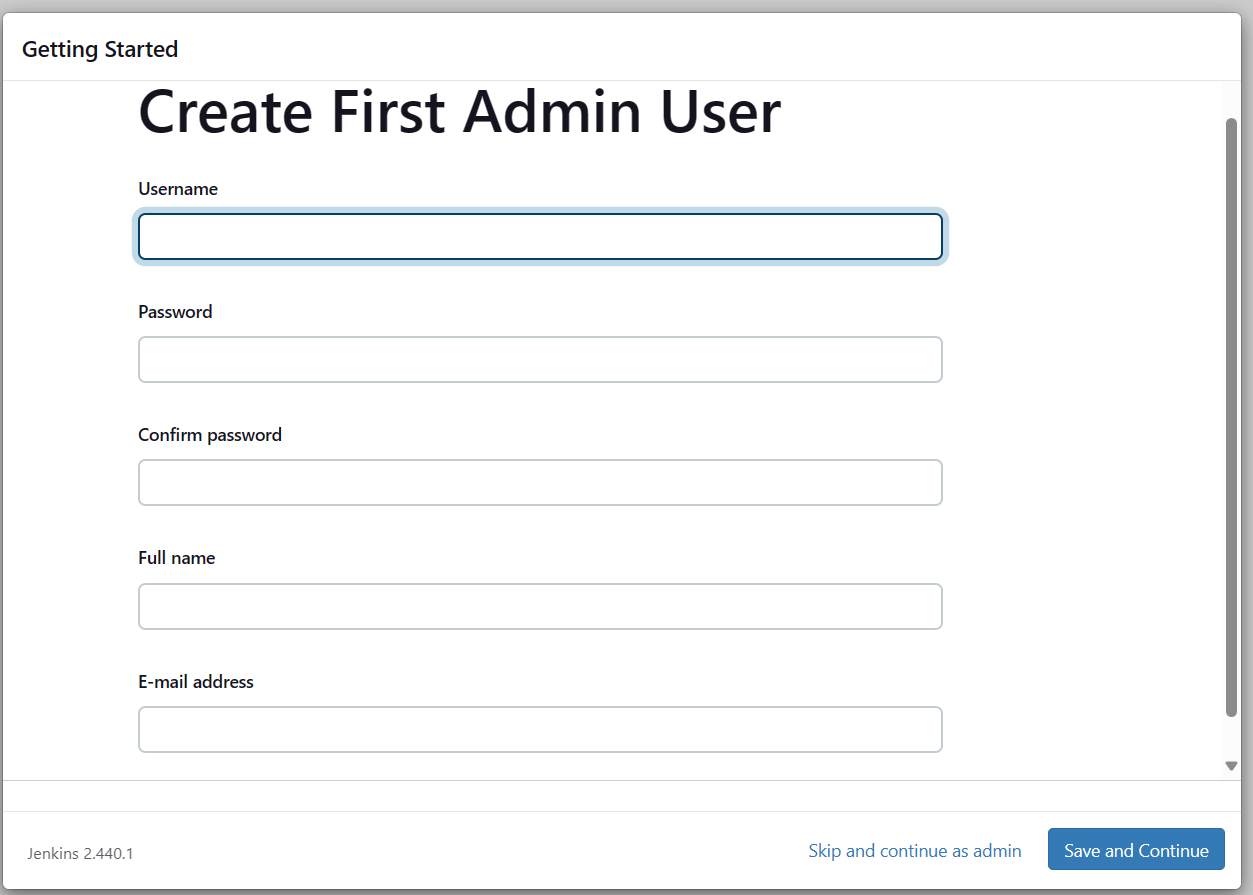 Getting Started
Create First Admin User
Username
Password
Confirm password
Full name
E-mail address
Jenkins 2.440.1
Skip and continue as admin
Save and Continue